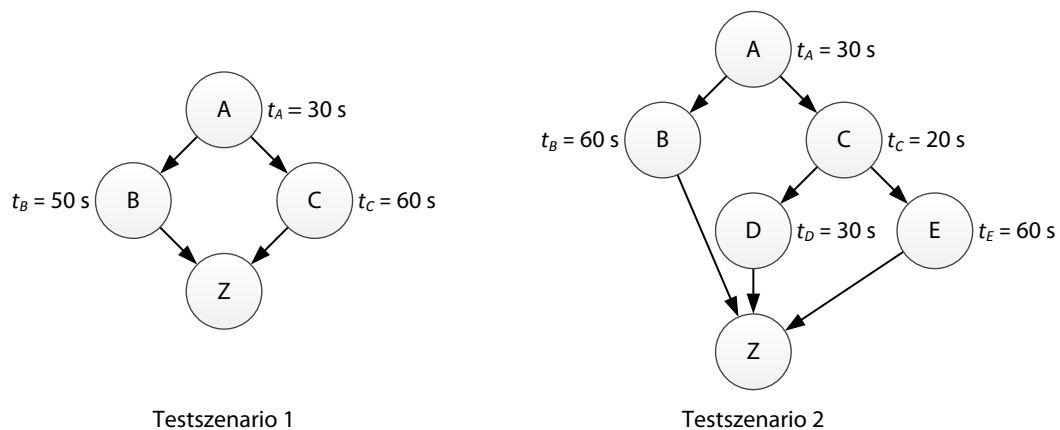 A
t_A = 30 s
t_B = 50 s
B
C
t_C = 60 s
Z
Testszenario 1
A
t_A = 30 s
t_B = 60 s
B
C
t_C = 20 s
D
t_D = 30 s
E
t_E = 60 s
Z
Testszenario 2